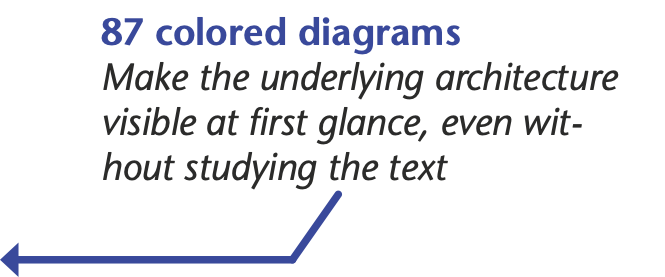 87 colored diagrams
Make the underlying architecture
visible at first glance, even wit-
hout studying the text